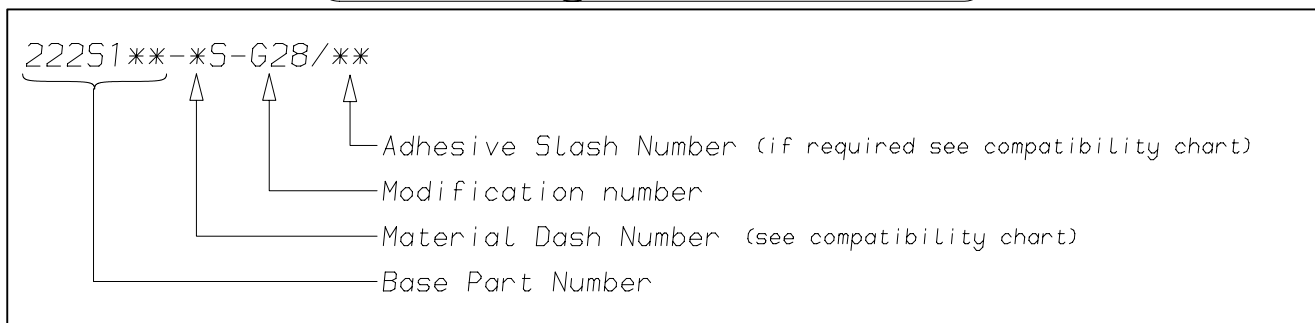 222S1**-*S-G28/**
Adhesive Slash Number (if required see compatibility chart)
Modification number
Material Dash Number (see compatibility chart)
Base Part Number